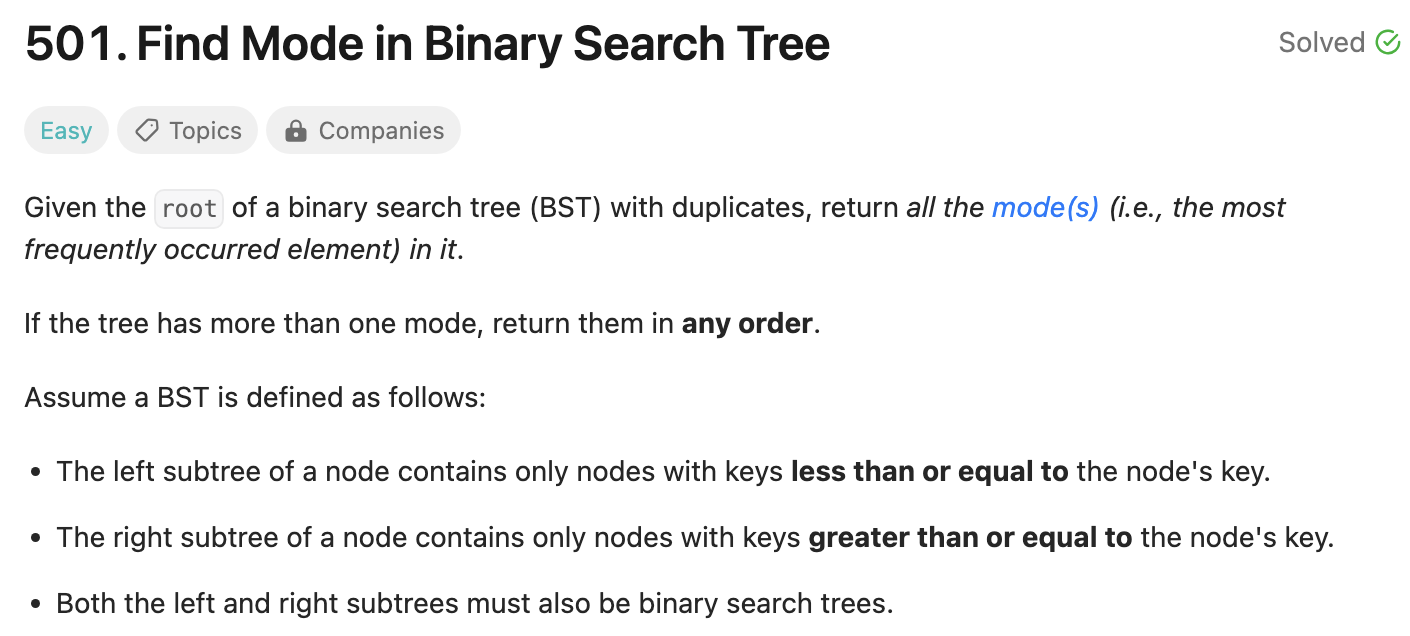 501. Find Mode in Binary Search Tree
Solved
Easy
Topics
Companies
Given the root of a binary search tree (BST) with duplicates, return all the mode(s) (i.e., the most
frequently occurred element) in it.
If the tree has more than one mode, return them in any order.
Assume a BST is defined as follows:
• The left subtree of a node contains only nodes with keys less than or equal to the node's key.
• The right subtree of a node contains only nodes with keys greater than or equal to the node's key.
• Both the left and right subtrees must also be binary search trees.